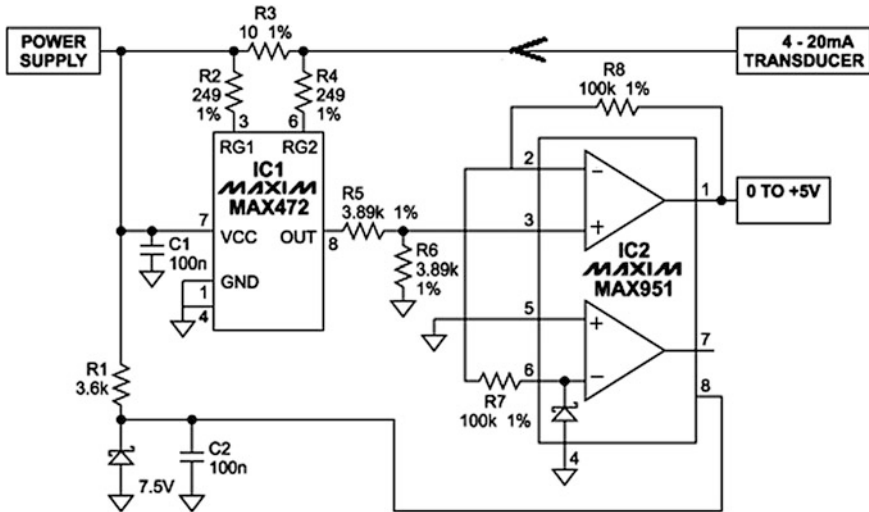 POWER
SUPPLY
R3
10 1%
4 - 20mA
TRANSDUCER
R2
249
1%
R4
249
1%
R8
100k 1%
3
6
RG1
RG2
IC1
MAXIM
MAX472
2
1
0 TO +5V
R5
3.89k 1%
7
VCC
OUT
8
3
C1
100n
R6
3.89k
1%
IC2
MAXIM
MAX951
GND
1
4
5
7
R1
3.6k
6
8
R7
100k 1%
C2
100n
4
7.5V